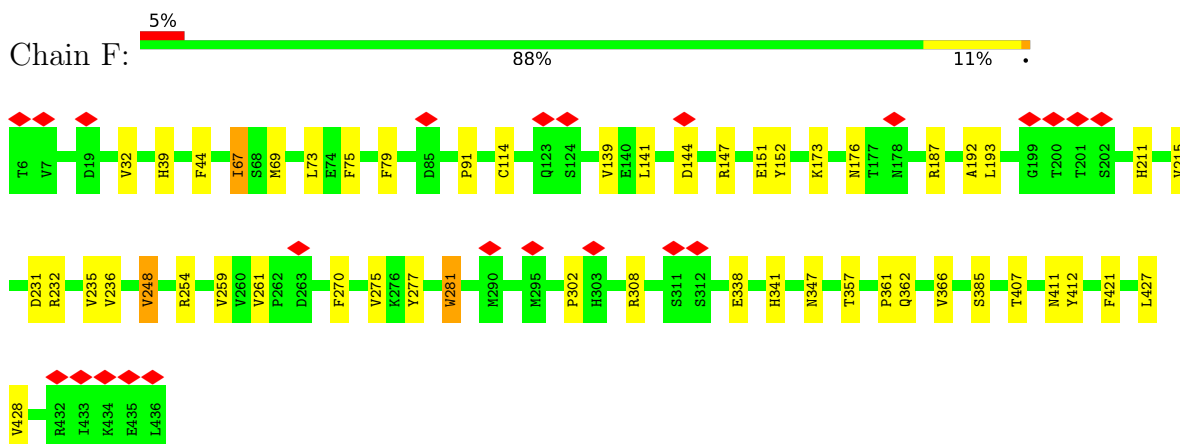 5%
Chain F:
88% 11% •
T6 V7 D19 V32 H39 F44 I67 S68 M69 L73 E74 F75 F79 D85 P91 C114 Q123 S124 V139 E140 L141 D144 R147 E151 Y152 K173 N176 T177 N178 R187 A192 L193 G199 T200 T201 S202 H211 V215
D231 R232 V235 V236 V248 R254 V259 V260 V261 P262 D263 F270 V275 K276 Y277 W281 M290 M295 P302 H303 R308 S311 S312 E338 H341 N347 T357 P361 Q362 V366 S385 T407 N411 Y412 F421 L427
V428 R432 I433 K434 E435 L436